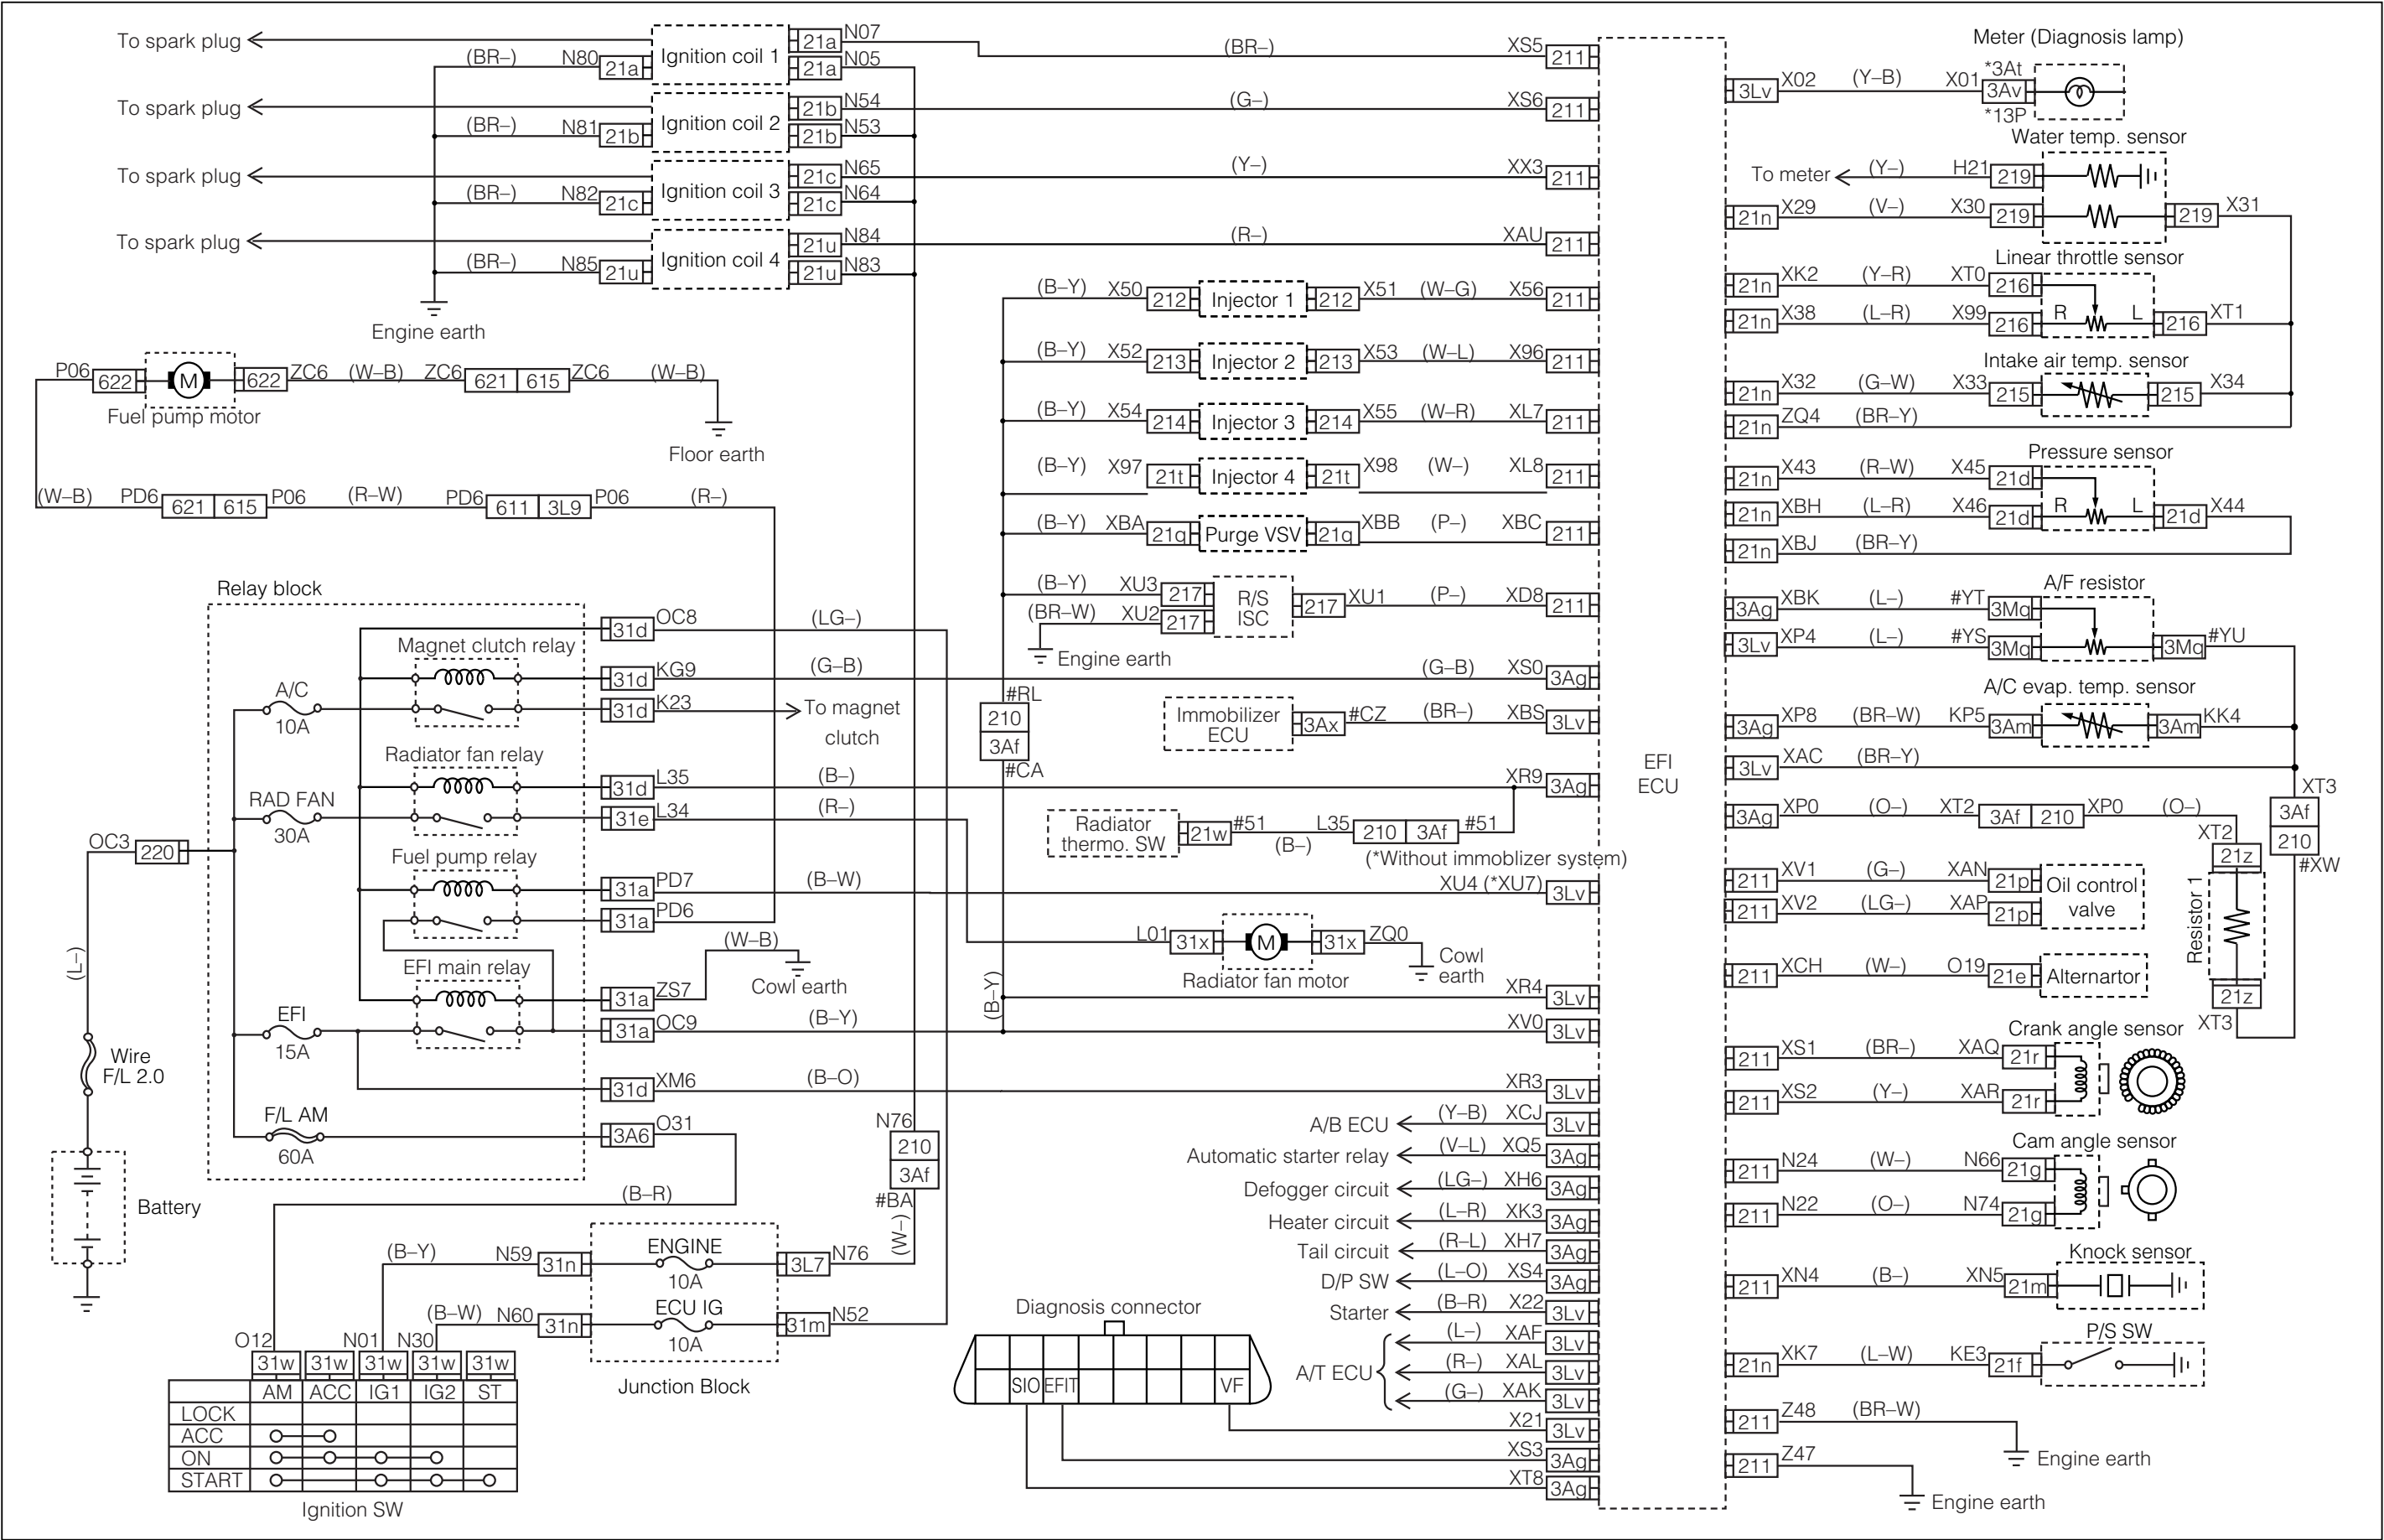 To spark plug
Ignition coil 1
(BR–) N80 21a
21a N07
21a N05
(BR–) XS5 211
To spark plug
Ignition coil 2
(BR–) N81 21b
21b N54
21b N53
(G–) XS6 211
To spark plug
Ignition coil 3
(BR–) N82 21c
21c N65
21c N64
(Y–) XX3 211
To spark plug
Ignition coil 4
(BR–) N85 21u
21u N84
21u N83
(R–) XAU 211
Engine earth
P06 622 M 622 ZC6 (W–B) ZC6 621 615 ZC6 (W–B)
Fuel pump motor
Floor earth
(W–B) PD6 621 615 P06 (R–W) PD6 611 3L9 P06 (R–)
(B–Y) X50 212 Injector 1 212 X51 (W–G) X56 211
(B–Y) X52 213 Injector 2 213 X53 (W–L) X96 211
(B–Y) X54 214 Injector 3 214 X55 (W–R) XL7 211
(B–Y) X97 21t Injector 4 21t X98 (W–) XL8 211
(B–Y) XBA 21q Purge VSV 21q XBB (P–) XBC 211
(B–Y) XU3 217 R/S ISC 217 XU1 (P–) XD8 211
(BR–W) XU2 217
Engine earth
Relay block
31d OC8 (LG–)
Magnet clutch relay
31d KG9 (G–B) (G–B) XS0 3Ag
A/C
10A
31d K23 To magnet
clutch
#RL
210
3Af
#CA
Immobilizer
ECU
3Ax #CZ (BR–) XBS 3Lv
Radiator fan relay
31d L35 (B–) XR9 3Ag
RAD FAN
30A
31e L34 (R–)
Radiator
thermo. SW
21w #51 (B–) L35 210 3Af #51
(*Without immoblizer system)
OC3 220
Fuel pump relay
31a PD7 (B–W) XU4 (*XU7) 3Lv
31a PD6
(W–B)
Cowl earth
L01 31x M 31x ZQ0
Radiator fan motor
Cowl
earth
EFI main relay
31a ZS7
(B–Y) XR4 3Lv
EFI
15A
31a OC9 (B–Y) XV0 3Lv
31d XM6 (B–O) XR3 3Lv
(L–)
Wire
F/L 2.0
F/L AM
60A
3A6 O31
Battery
(B–R)
N76
210
3Af
#BA
(W–)
(B–Y) N59 31n
ENGINE
10A
3L7 N76
(B–W) N60 31n
ECU IG
10A
31m N52
Junction Block
O12 N01 N30
31w 31w 31w 31w 31w
AM ACC IG1 IG2 ST
LOCK
ACC
ON
START
Ignition SW
A/B ECU (Y–B) XCJ 3Lv
Automatic starter relay (V–L) XQ5 3Ag
Defogger circuit (LG–) XH6 3Ag
Heater circuit (L–R) XK3 3Ag
Tail circuit (R–L) XH7 3Ag
D/P SW (L–O) XS4 3Ag
Starter (B–R) X22 3Lv
A/T ECU
(L–) XAF 3Lv
(R–) XAL 3Lv
(G–) XAK 3Lv
X21 3Lv
XS3 3Ag
XT8 3Ag
Diagnosis connector
SIO EFIT VF
EFI
ECU
Meter (Diagnosis lamp)
3Lv X02 (Y–B) X01 3Av
*3At
*13P
Water temp. sensor
To meter (Y–) H21 219
21n X29 (V–) X30 219 219 X31
Linear throttle sensor
21n XK2 (Y–R) XT0 216
21n X38 (L–R) X99 216 R L 216 XT1
Intake air temp. sensor
21n X32 (G–W) X33 215 215 X34
21n ZQ4 (BR–Y)
Pressure sensor
21n X43 (R–W) X45 21d
21n XBH (L–R) X46 21d R L 21d X44
21n XBJ (BR–Y)
A/F resistor
3Ag XBK (L–) #YT 3Mq
3Lv XP4 (L–) #YS 3Mq 3Mq #YU
A/C evap. temp. sensor
3Ag XP8 (BR–W) KP5 3Am 3Am KK4
3Lv XAC (BR–Y)
XT3
3Af
210
#XW
3Ag XP0 (O–) XT2 3Af 210 XP0 (O–)
XT2
21z
Resistor 1
21z
XT3
211 XV1 (G–) XAN 21p
211 XV2 (LG–) XAP 21p
Oil control
valve
211 XCH (W–) O19 21e Alternartor
Crank angle sensor
211 XS1 (BR–) XAQ 21r
211 XS2 (Y–) XAR 21r
Cam angle sensor
211 N24 (W–) N66 21g
211 N22 (O–) N74 21g
Knock sensor
211 XN4 (B–) XN5 21m
P/S SW
21n XK7 (L–W) KE3 21f
211 Z48 (BR–W)
Engine earth
211 Z47
Engine earth